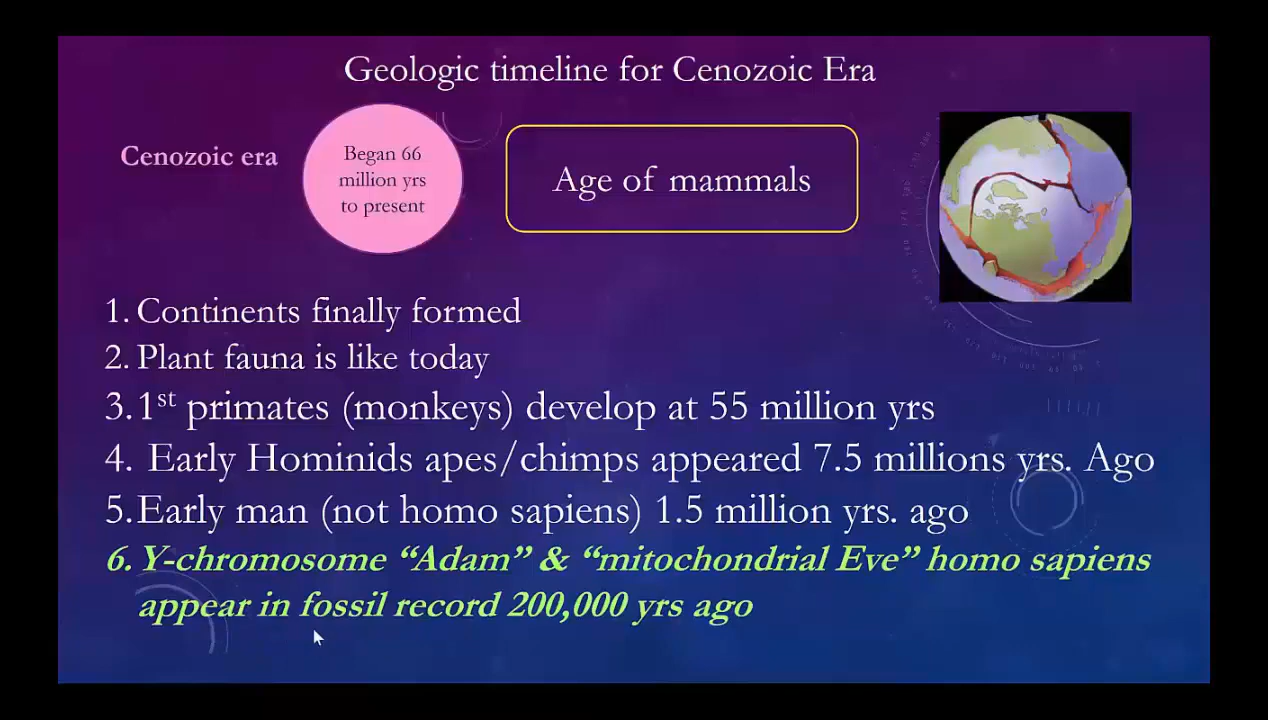 Geologic timeline for Cenozoic Era
Cenozoic era
Began 66
million yrs
to present
Age of mammals
1. Continents finally formed
2. Plant fauna is like today
3. 1st primates (monkeys) develop at 55 million yrs
4. Early Hominids apes/chimps appeared 7.5 millions yrs. Ago
5. Early man (not homo sapiens) 1.5 million yrs. ago
6. Y-chromosome “Adam” & “mitochondrial Eve” homo sapiens
appear in fossil record 200,000 yrs ago